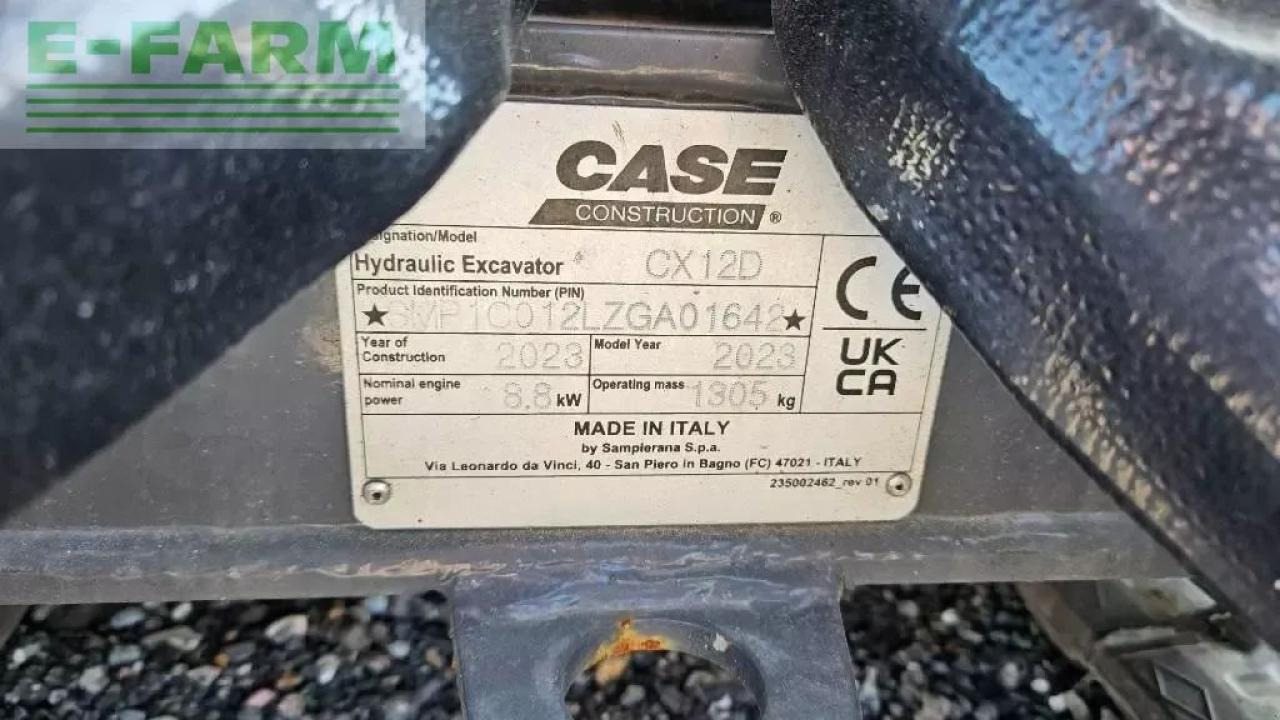 E-FARM
CASE
CONSTRUCTION ®
signation/Model
Hydraulic Excavator CX12D
Product Identification Number (PIN)
★SMP1C012LZGA01642★
Year of Construction 2023 Model Year 2023
Nominal engine power 8.8 kW Operating mass 1305 kg
CE
UK
CA
MADE IN ITALY
by Sampierana S.p.a.
Via Leonardo da Vinci, 40 - San Piero in Bagno (FC) 47021 - ITALY
235002462_rev 01